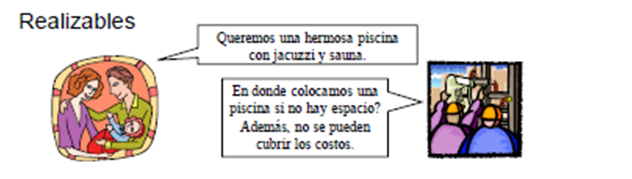 Realizables
Queremos una hermosa piscina
con jacuzzi y sauna.
En donde colocamos una
piscina si no hay espacio?
Además, no se pueden
cubrir los costos.